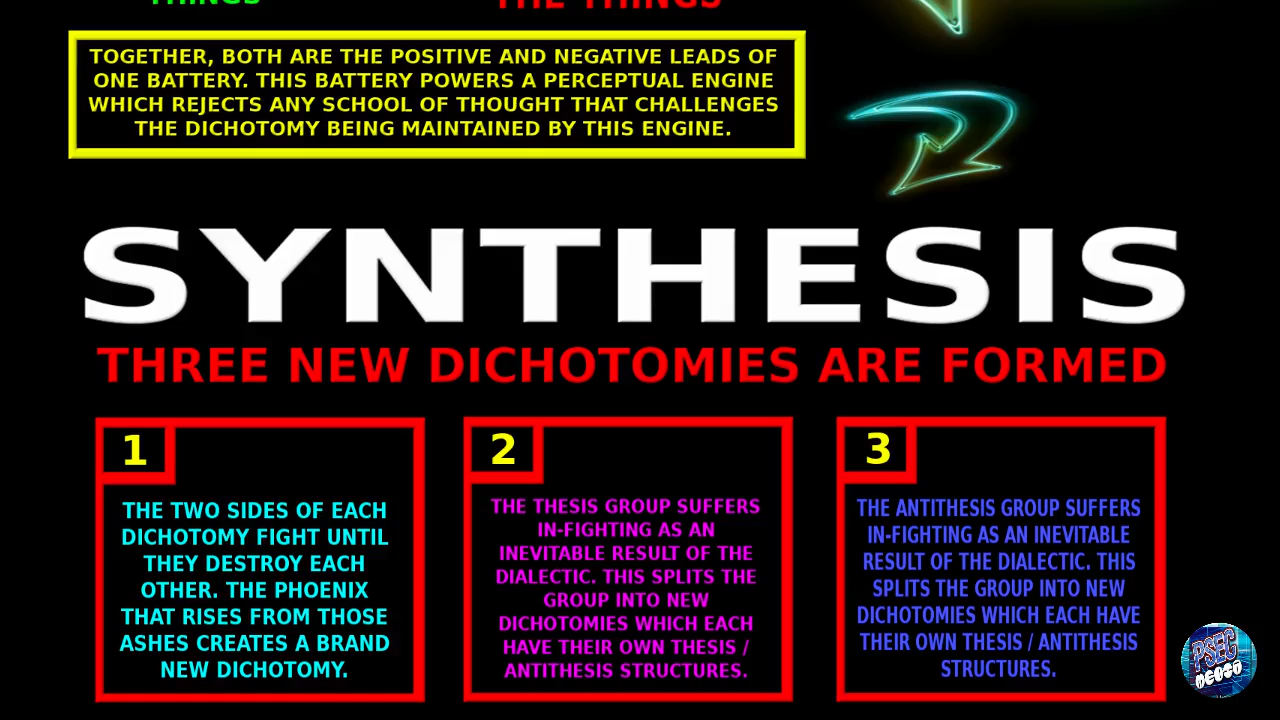 THINGS
THE THINGS
TOGETHER, BOTH ARE THE POSITIVE AND NEGATIVE LEADS OF
ONE BATTERY. THIS BATTERY POWERS A PERCEPTUAL ENGINE
WHICH REJECTS ANY SCHOOL OF THOUGHT THAT CHALLENGES
THE DICHOTOMY BEING MAINTAINED BY THIS ENGINE.
SYNTHESIS
THREE NEW DICHOTOMIES ARE FORMED
1
THE TWO SIDES OF EACH
DICHOTOMY FIGHT UNTIL
THEY DESTROY EACH
OTHER. THE PHOENIX
THAT RISES FROM THOSE
ASHES CREATES A BRAND
NEW DICHOTOMY.
2
THE THESIS GROUP SUFFERS
IN-FIGHTING AS AN
INEVITABLE RESULT OF THE
DIALECTIC. THIS SPLITS THE
GROUP INTO NEW
DICHOTOMIES WHICH EACH
HAVE THEIR OWN THESIS /
ANTITHESIS STRUCTURES.
3
THE ANTITHESIS GROUP SUFFERS
IN-FIGHTING AS AN INEVITABLE
RESULT OF THE DIALECTIC. THIS
SPLITS THE GROUP INTO NEW
DICHOTOMIES WHICH EACH HAVE
THEIR OWN THESIS / ANTITHESIS
STRUCTURES.
PSEC